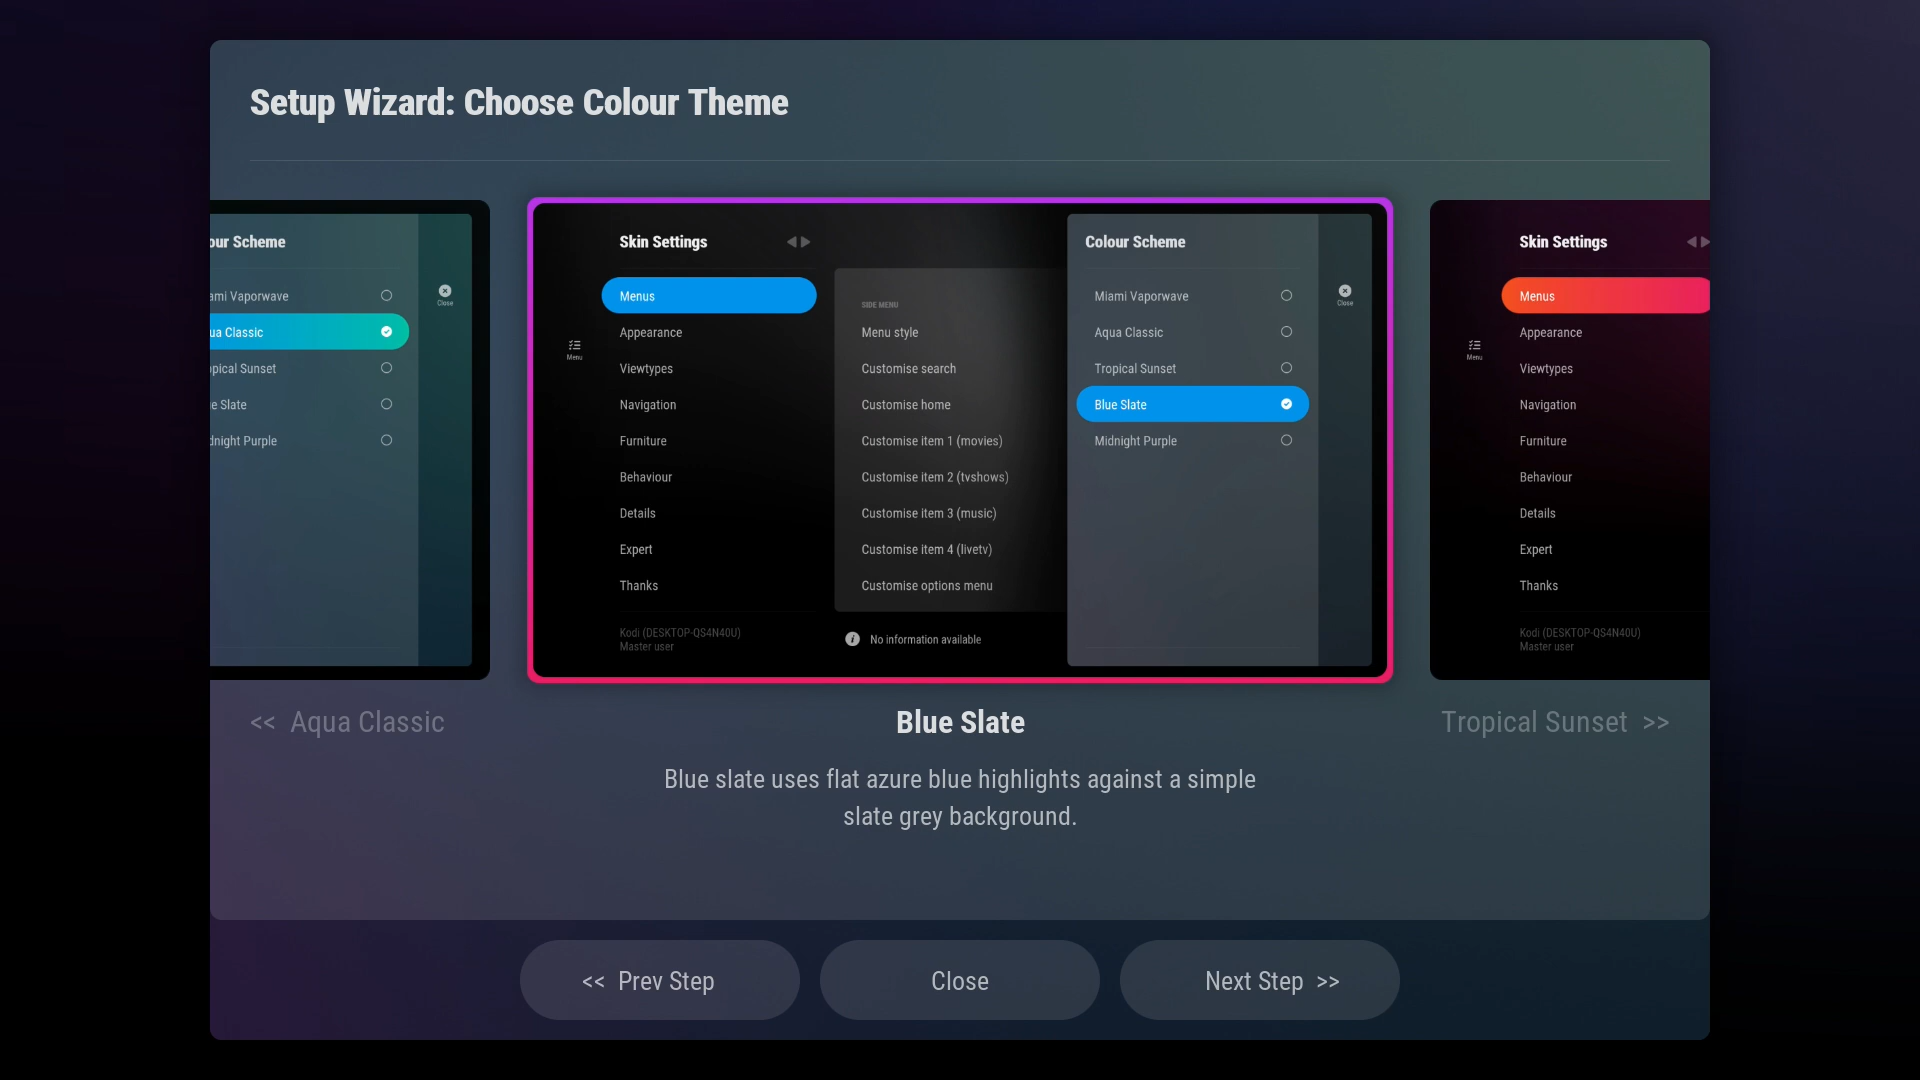 Setup Wizard: Choose Colour Theme
our Scheme
ami Vaporwave
ua Classic
opical Sunset
e Slate
dnight Purple
Close
Skin Settings
Menu
Menus
Appearance
Viewtypes
Navigation
Furniture
Behaviour
Details
Expert
Thanks
Kodi (DESKTOP-QS4N40U)
Master user
SIDE MENU
Menu style
Customise search
Customise home
Customise item 1 (movies)
Customise item 2 (tvshows)
Customise item 3 (music)
Customise item 4 (livetv)
Customise options menu
No information available
Colour Scheme
Miami Vaporwave
Aqua Classic
Tropical Sunset
Blue Slate
Midnight Purple
Close
Skin Settings
Menu
Menus
Appearance
Viewtypes
Navigation
Furniture
Behaviour
Details
Expert
Thanks
Kodi (DESKTOP-QS4N40U)
Master user
<< Aqua Classic
Blue Slate
Tropical Sunset >>
Blue slate uses flat azure blue highlights against a simple
slate grey background.
<< Prev Step
Close
Next Step >>